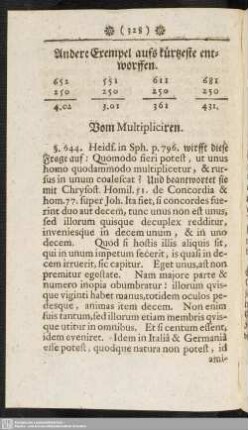 (328)
Andere Exempel aufs kürtzeste ent-
worffen.
652 551 611 681
250 250 250 250
4.02 3.01 361 431.
Vom Multipliciren.
§. 644. Heidf. in Sph. p. 796. wirfft diese
Frage auf: Quomodo fieri potest, ut unus
homo quodammodo multiplicetur, & rur-
sus in unum coalescat? Und beantwortet sie
mit Chrysost. Homil. 51. de Concordia &
hom. 77. super Joh. Ita fiet, si concordes fue-
rint duo aut decem, tunc unus non est unus,
sed illorum quisque decuplex redditur,
inveniesque in decem unum, & in uno
decem. Quod si hostis illis aliquis sit,
qui in unum impetum fecerit, is quasi in de-
cem irruerit, sic capitur. Eget unus, ast non
premitur egestate. Nam majore parte &
numero inopia obumbratur: illorum qvis-
que viginti habet manus, totidem oculos pe-
desque, animas item decem. Non enim
suis tantum, sed illorum etiam membris qvis-
que utitur in omnibus. Et si centum essent,
idem eveniret. Idem in Italiâ & Germaniâ
esse potest, quodque natura non potest, id
ami-